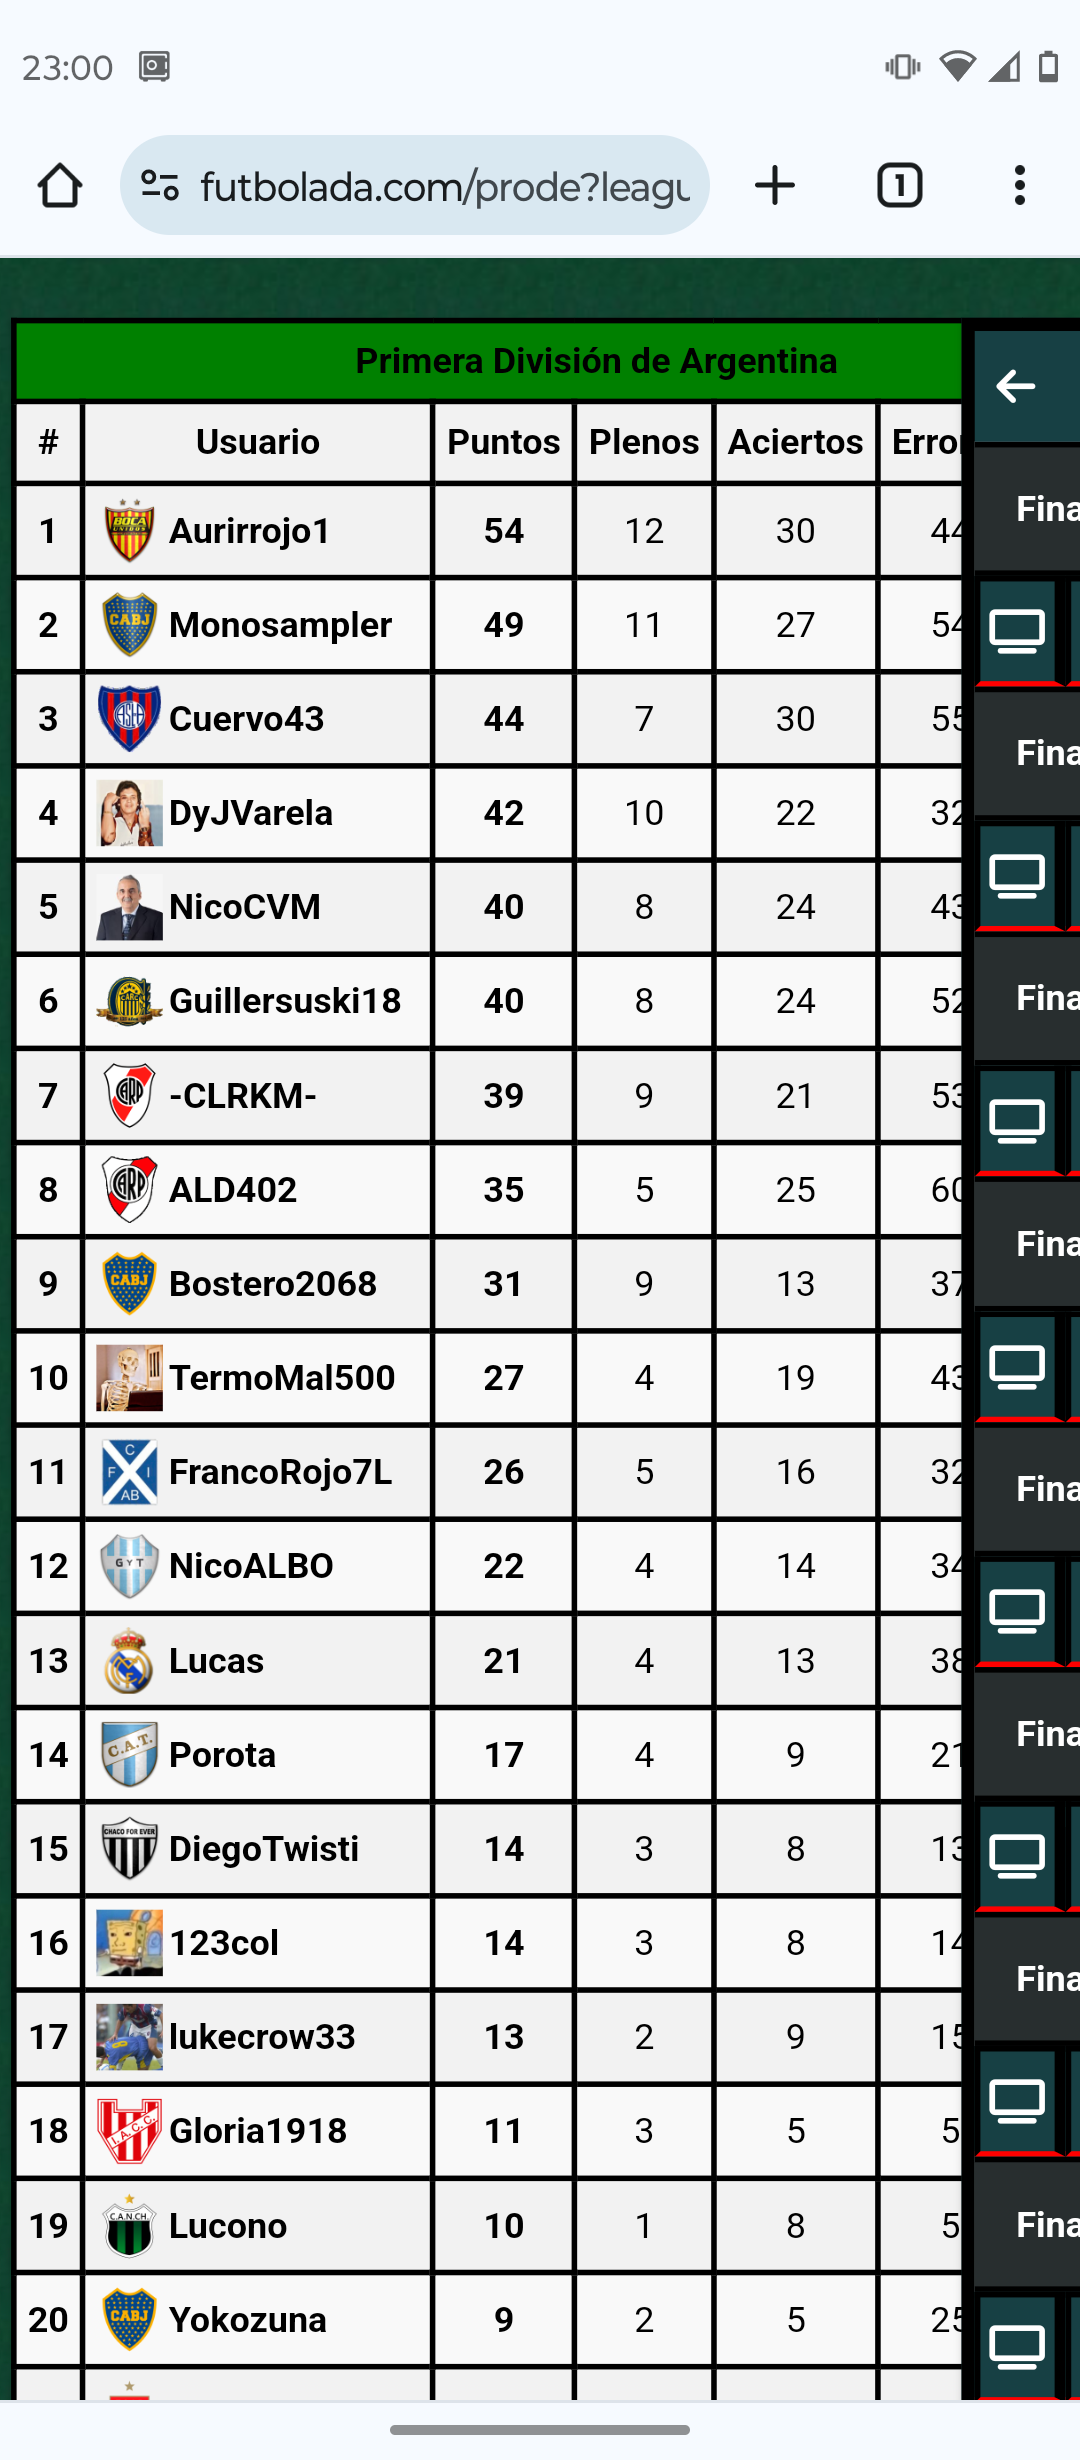 23:00
futbolada.com/prode?leagu
1
Primera División de Argentina
# Usuario Puntos Plenos Aciertos Error
1 Aurirrojo1 54 12 30 44
2 Monosampler 49 11 27 54
3 Cuervo43 44 7 30 55
4 DyJVarela 42 10 22 32
5 NicoCVM 40 8 24 43
6 Guillersuski18 40 8 24 52
7 -CLRKM- 39 9 21 53
8 ALD402 35 5 25 60
9 Bostero2068 31 9 13 37
10 TermoMal500 27 4 19 43
11 FrancoRojo7L 26 5 16 32
12 NicoALBO 22 4 14 34
13 Lucas 21 4 13 38
14 Porota 17 4 9 21
15 DiegoTwisti 14 3 8 13
16 123col 14 3 8 14
17 lukecrow33 13 2 9 15
18 Gloria1918 11 3 5 5
19 Lucono 10 1 8 5
20 Yokozuna 9 2 5 25
Fina
Fina
Fina
Fina
Fina
Fina
Fina
Fina